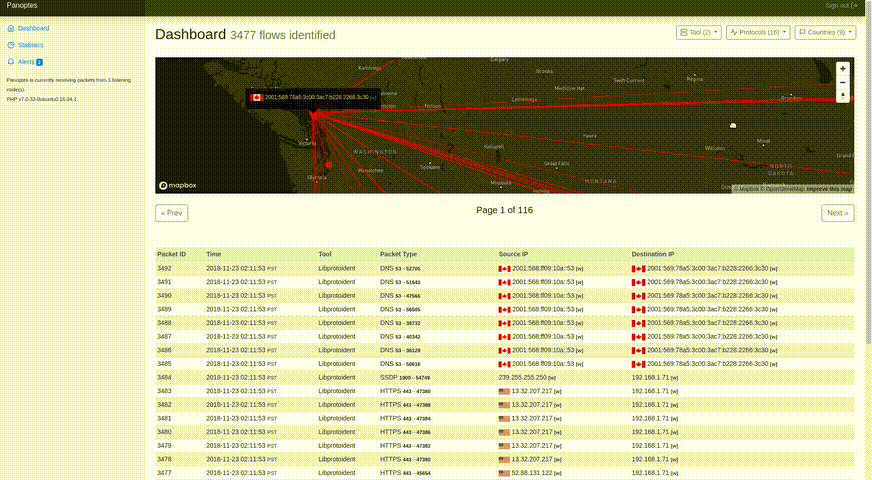 Panoptes
Sign out
Dashboard
Statistics
Alerts 2
Panoptes is currently receiving packets from 1 listening
node(s).
PHP v7.0.32-0ubuntu0.16.04.1.
Dashboard 3477 flows identified
Tool (2) Protocols (16) Countries (9)
Calgary
Kamloops
Elkview
Swift Current
Regina
Medicine Hat
2001:569:78a5:3c00:3ac7:b228:2266:3c30 [w]
Nelson
Lethbridge
Brandon
Victoria
WASHINGTON
Havre
Minot
Kalispell
Williston
Spokane
Great Falls
NORTH
DAKOTA
Grand F
Olympia
Wenatchee
Missoula
MONTANA
Helena
mapbox
© Mapbox © OpenStreetMap Improve this map
« Prev
Page 1 of 116
Next »
Packet ID Time Tool Packet Type Source IP Destination IP
3492 2018-11-23 02:11:53 PST Libprotoident DNS 53→52705 2001:568:ff09:10a::53 [w] 2001:569:78a5:3c00:3ac7:b228:2266:3c30 [w]
3491 2018-11-23 02:11:53 PST Libprotoident DNS 53→51643 2001:568:ff09:10a::53 [w] 2001:569:78a5:3c00:3ac7:b228:2266:3c30 [w]
3490 2018-11-23 02:11:53 PST Libprotoident DNS 53→47566 2001:568:ff09:10a::53 [w] 2001:569:78a5:3c00:3ac7:b228:2266:3c30 [w]
3489 2018-11-23 02:11:53 PST Libprotoident DNS 53→56505 2001:568:ff09:10a::53 [w] 2001:569:78a5:3c00:3ac7:b228:2266:3c30 [w]
3488 2018-11-23 02:11:53 PST Libprotoident DNS 53→38732 2001:568:ff09:10a::53 [w] 2001:569:78a5:3c00:3ac7:b228:2266:3c30 [w]
3487 2018-11-23 02:11:53 PST Libprotoident DNS 53→40342 2001:568:ff09:10a::53 [w] 2001:569:78a5:3c00:3ac7:b228:2266:3c30 [w]
3486 2018-11-23 02:11:53 PST Libprotoident DNS 53→36129 2001:568:ff09:10a::53 [w] 2001:569:78a5:3c00:3ac7:b228:2266:3c30 [w]
3485 2018-11-23 02:11:53 PST Libprotoident DNS 53→50616 2001:568:ff09:10a::53 [w] 2001:569:78a5:3c00:3ac7:b228:2266:3c30 [w]
3484 2018-11-23 02:11:53 PST Libprotoident SSDP 1900→54749 239.255.255.250 [w] 192.168.1.71 [w]
3483 2018-11-23 02:11:53 PST Libprotoident HTTPS 443→47380 13.32.207.217 [w] 192.168.1.71 [w]
3482 2018-11-23 02:11:53 PST Libprotoident HTTPS 443→47388 13.32.207.217 [w] 192.168.1.71 [w]
3481 2018-11-23 02:11:53 PST Libprotoident HTTPS 443→47384 13.32.207.217 [w] 192.168.1.71 [w]
3480 2018-11-23 02:11:53 PST Libprotoident HTTPS 443→47386 13.32.207.217 [w] 192.168.1.71 [w]
3479 2018-11-23 02:11:53 PST Libprotoident HTTPS 443→47382 13.32.207.217 [w] 192.168.1.71 [w]
3478 2018-11-23 02:11:53 PST Libprotoident HTTPS 443→47390 13.32.207.217 [w] 192.168.1.71 [w]
3477 2018-11-23 02:11:53 PST Libprotoident HTTPS 443→45654 52.88.131.122 [w] 192.168.1.71 [w]